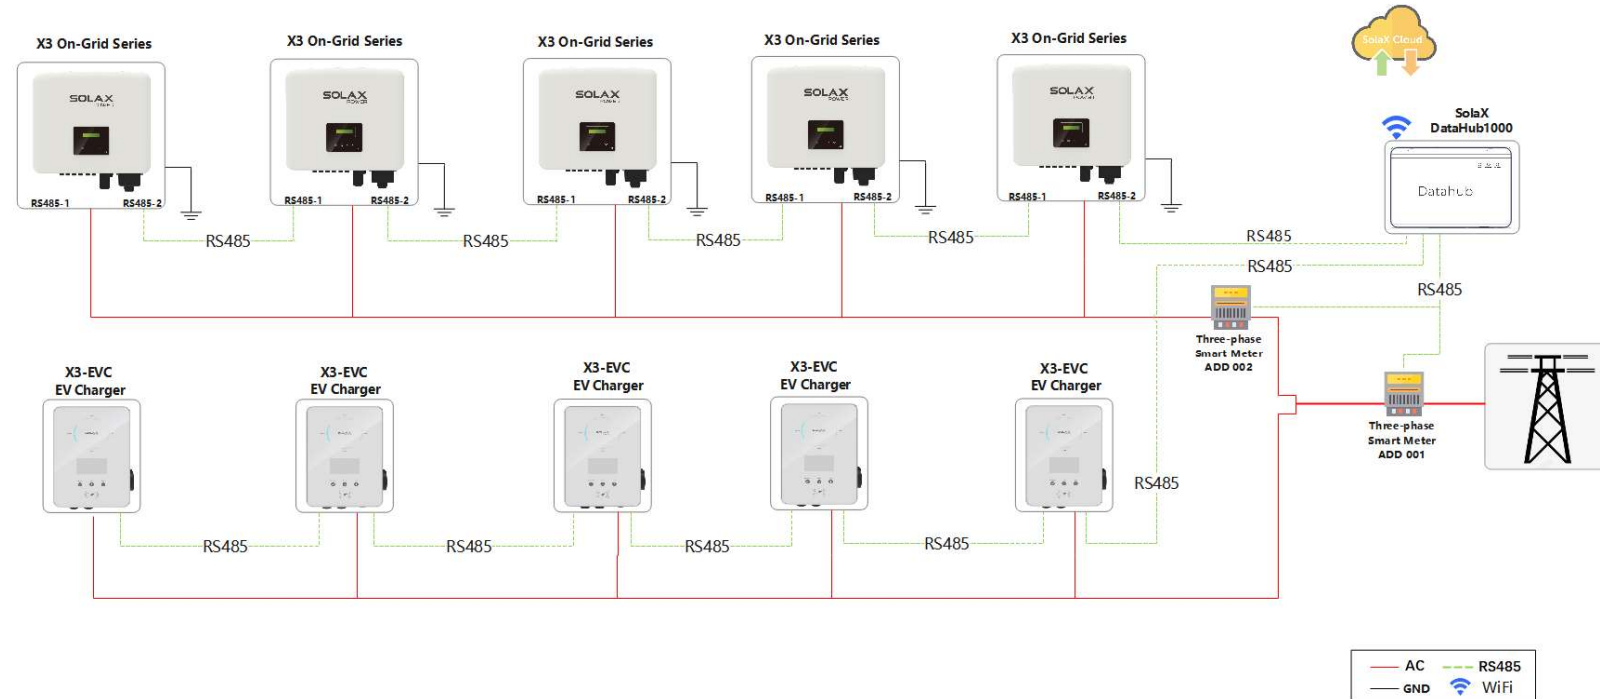 X3 On-Grid Series
X3 On-Grid Series
X3 On-Grid Series
X3 On-Grid Series
X3 On-Grid Series
SolaX Cloud
SOLAX
SOLAX
POWER
SOLAX
POWER
SOLAX
POWER
SOLAX
POWER
SolaX
DataHub1000
Datahub
RS485-1
RS485-2
RS485-1
RS485-2
RS485-1
RS485-2
RS485-1
RS485-2
RS485-1
RS485-2
RS485
RS485
RS485
RS485
RS485
RS485
RS485
Three-phase
Smart Meter
ADD 002
X3-EVC
EV Charger
X3-EVC
EV Charger
X3-EVC
EV Charger
X3-EVC
EV Charger
X3-EVC
EV Charger
Three-phase
Smart Meter
ADD 001
RS485
RS485
RS485
RS485
RS485
AC
RS485
GND
WiFi